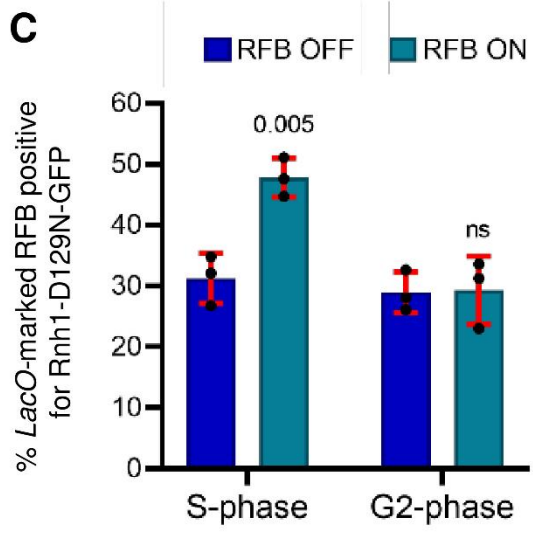 C
RFB OFF RFB ON
% LacO-marked RFB positive
for Rnh1-D129N-GFP
60
50
40
30
20
10
0
0.005
ns
S-phase G2-phase